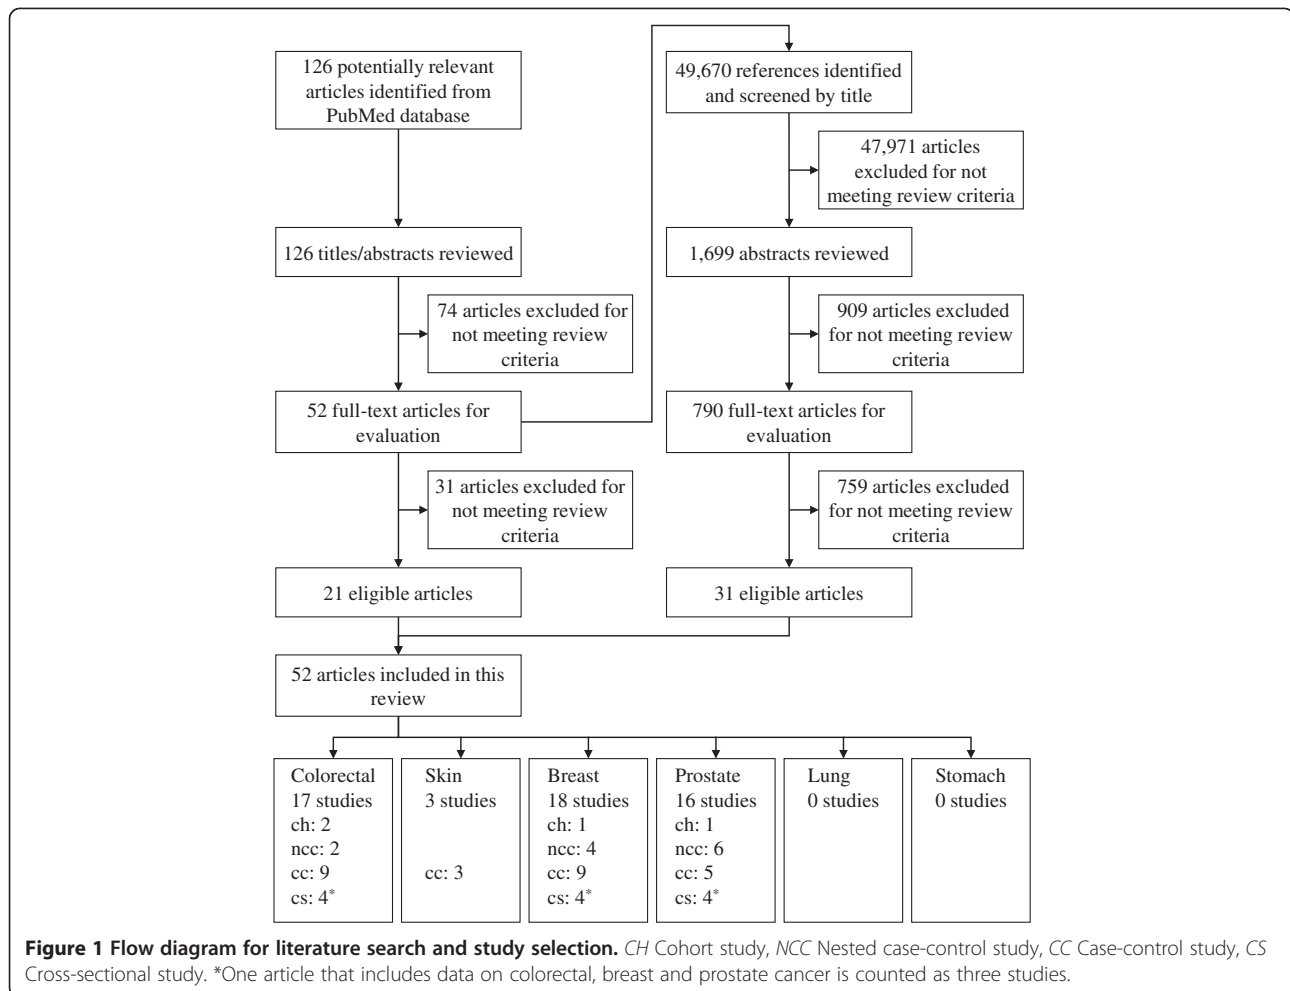 126 potentially relevant
articles identified from
PubMed database
126 titles/abstracts reviewed
74 articles excluded for
not meeting review
criteria
52 full-text articles for
evaluation
31 articles excluded for
not meeting review
criteria
21 eligible articles
49,670 references identified
and screened by title
47,971 articles
excluded for not
meeting review criteria
1,699 abstracts reviewed
909 articles excluded
for not meeting review
criteria
790 full-text articles for
evaluation
759 articles excluded
for not meeting review
criteria
31 eligible articles
52 articles included in this
review
Colorectal
17 studies
ch: 2
ncc: 2
cc: 9
cs: 4*
Skin
3 studies
cc: 3
Breast
18 studies
ch: 1
ncc: 4
cc: 9
cs: 4*
Prostate
16 studies
ch: 1
ncc: 6
cc: 5
cs: 4*
Lung
0 studies
Stomach
0 studies
Figure 1 Flow diagram for literature search and study selection. CH Cohort study, NCC Nested case-control study, CC Case-control study, CS
Cross-sectional study. *One article that includes data on colorectal, breast and prostate cancer is counted as three studies.